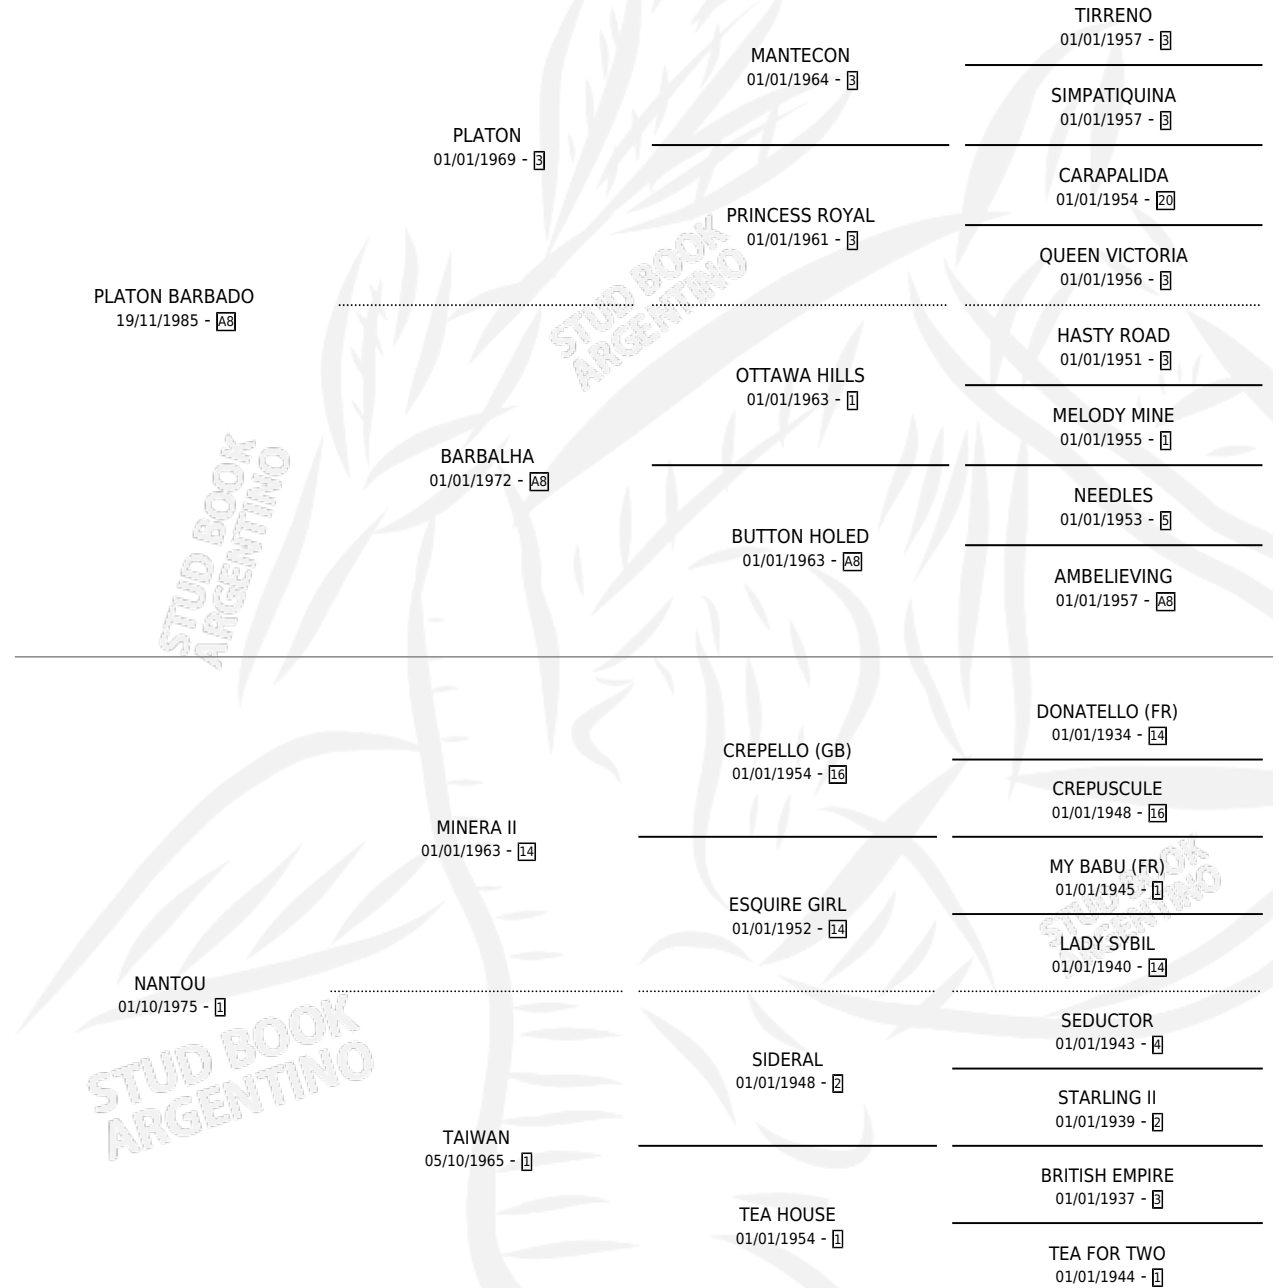 TIRRENO
01/01/1957 - 3
MANTECON
01/01/1964 - 3
SIMPATIQUINA
01/01/1957 - 3
PLATON
01/01/1969 - 3
CARAPALIDA
01/01/1954 - 20
PRINCESS ROYAL
01/01/1961 - 3
QUEEN VICTORIA
01/01/1956 - 3
PLATON BARBADO
19/11/1985 - A8
STUD BOOK
ARGENTINO
HASTY ROAD
01/01/1951 - 3
OTTAWA HILLS
01/01/1963 - 1
MELODY MINE
01/01/1955 - 1
BARBALHA
01/01/1972 - A8
NEEDLES
01/01/1953 - 5
BUTTON HOLED
01/01/1963 - A8
AMBELIEVING
01/01/1957 - A8
STUD BOOK
ARGENTINO
DONATELLO (FR)
01/01/1934 - 14
CREPELLO (GB)
01/01/1954 - 16
CREPUSCULE
01/01/1948 - 16
MINERA II
01/01/1963 - 14
MY BABU (FR)
01/01/1945 - 1
ESQUIRE GIRL
01/01/1952 - 14
STUD BOOK
ARGENTINO
LADY SYBIL
01/01/1940 - 14
NANTOU
01/10/1975 - 1
SEDUCTOR
01/01/1943 - 4
STUD BOOK
ARGENTINO
SIDERAL
01/01/1948 - 2
STARLING II
01/01/1939 - 2
TAIWAN
05/10/1965 - 1
BRITISH EMPIRE
01/01/1937 - 3
TEA HOUSE
01/01/1954 - 1
TEA FOR TWO
01/01/1944 - 1